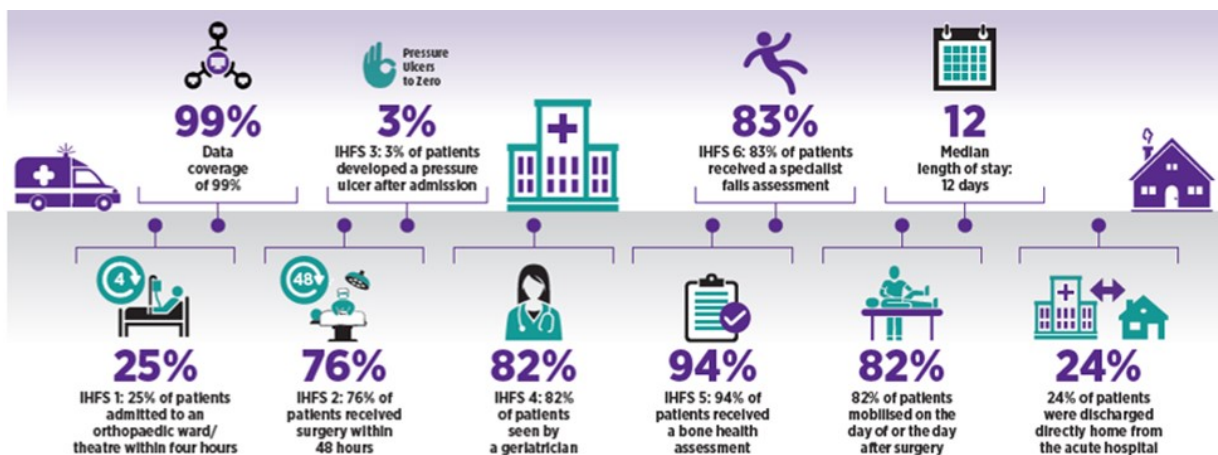 Pressure
Ulcers
to Zero
99%
Data
coverage
of 99%
3%
IHFS 3: 3% of patients
developed a pressure
ulcer after admission
83%
IHFS 6: 83% of patients
received a specialist
falls assessment
12
Median
length of stay:
12 days
4
25%
IHFS 1: 25% of patients
admitted to an
orthopaedic ward/
theatre within four hours
48
76%
IHFS 2: 76% of
patients received
surgery within
48 hours
82%
IHFS 4: 82%
of patients
seen by
a geriatrician
94%
IHFS 5: 94% of
patients received
a bone health
assessment
82%
82% of patients
mobilised on the
day of or the day
after surgery
24%
24% of patients
were discharged
directly home from
the acute hospital